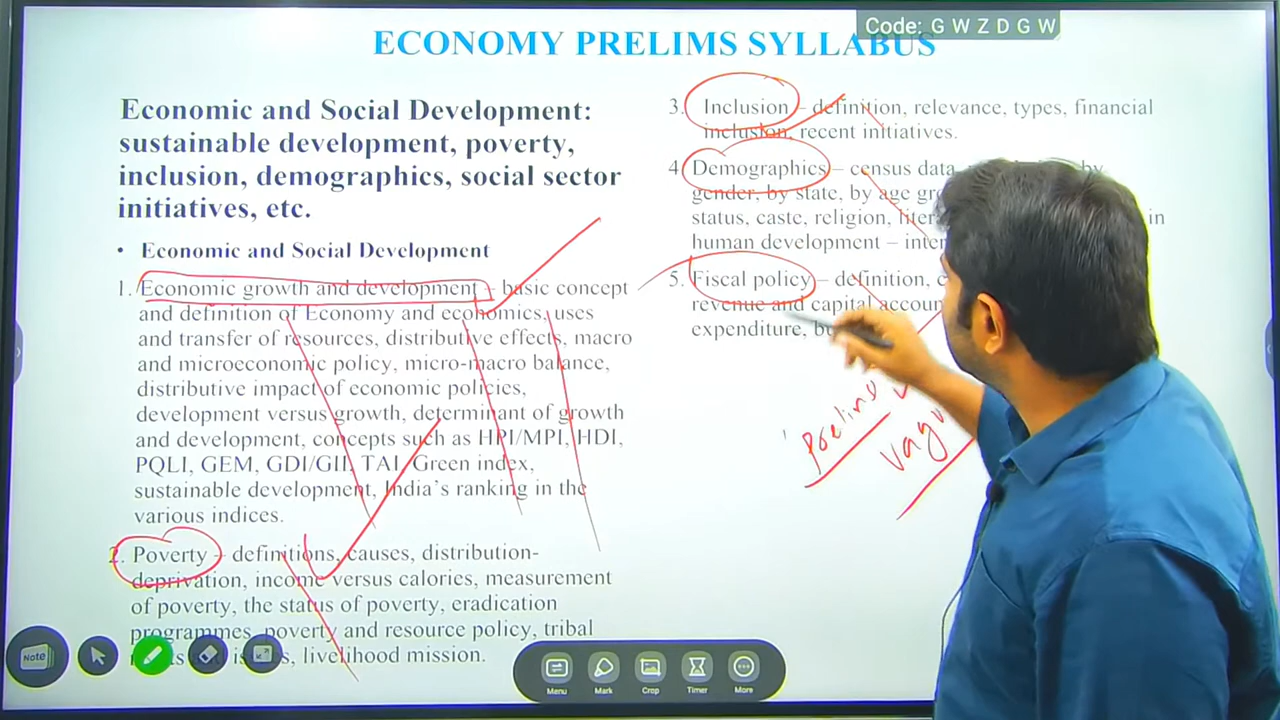 Code: G W Z D G W
ECONOMY PRELIMS SYLLABUS
Economic and Social Development:
sustainable development, poverty,
inclusion, demographics, social sector
initiatives, etc.
• Economic and Social Development
1. Economic growth and development – basic concept
and definition of Economy and economics, uses
and transfer of resources, distributive effects, macro
and microeconomic policy, micro-macro balance,
distributive impact of economic policies,
development versus growth, determinant of growth
and development, concepts such as HPI/MPI, HDI,
PQLI, GEM, GDI/GII, TAI, Green index,
sustainable development, India's ranking in the
various indices.
2. Poverty – definitions, causes, distribution-
deprivation, income versus calories, measurement
of poverty, the status of poverty, eradication
programmes, poverty and resource policy, tribal
issues, livelihood mission.
3. Inclusion – definition, relevance, types, financial
inclusion, recent initiatives.
4 Demographics – census data, by
gender, by state, by age
status, caste, religion, in
human development –
5. Fiscal policy – definition,
revenue and capital
expenditure,
Prelims
Note
Menu
Mark
Crop
Timer
More